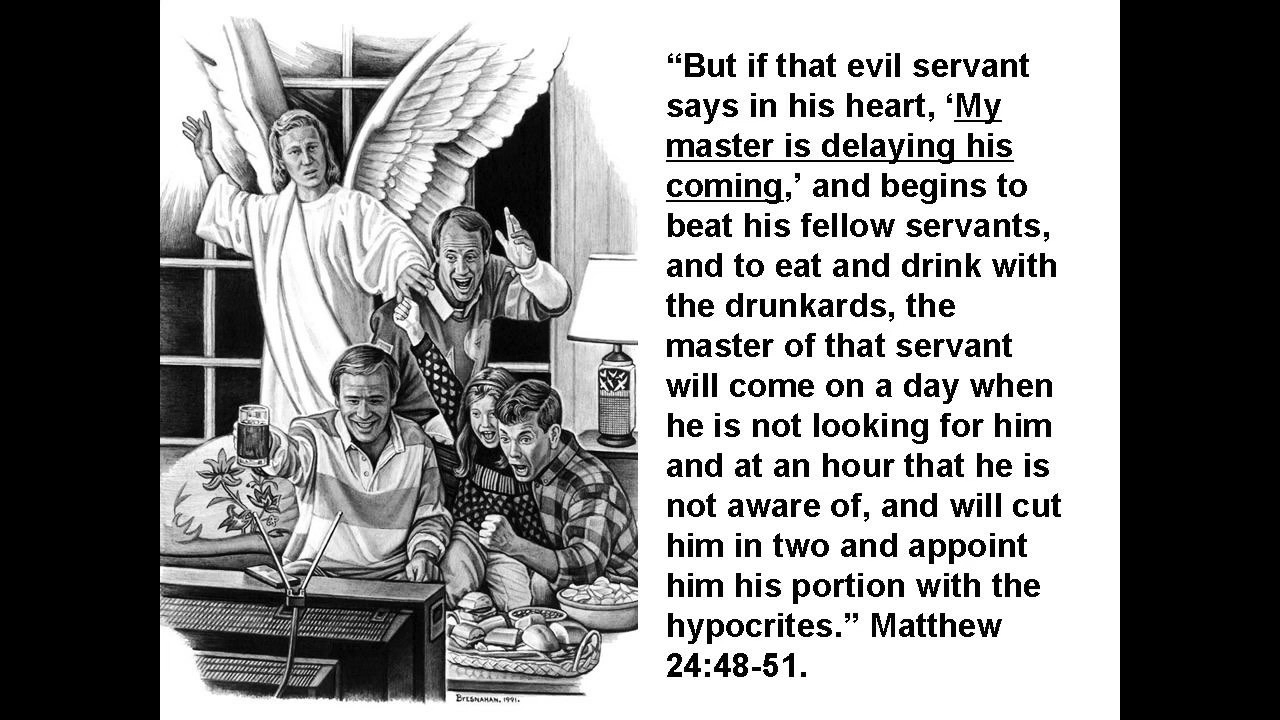 “But if that evil servant
says in his heart, ‘My
master is delaying his
coming,’ and begins to
beat his fellow servants,
and to eat and drink with
the drunkards, the
master of that servant
will come on a day when
he is not looking for him
and at an hour that he is
not aware of, and will cut
him in two and appoint
him his portion with the
hypocrites.” Matthew
24:48-51.
Bresnahan, 1991.